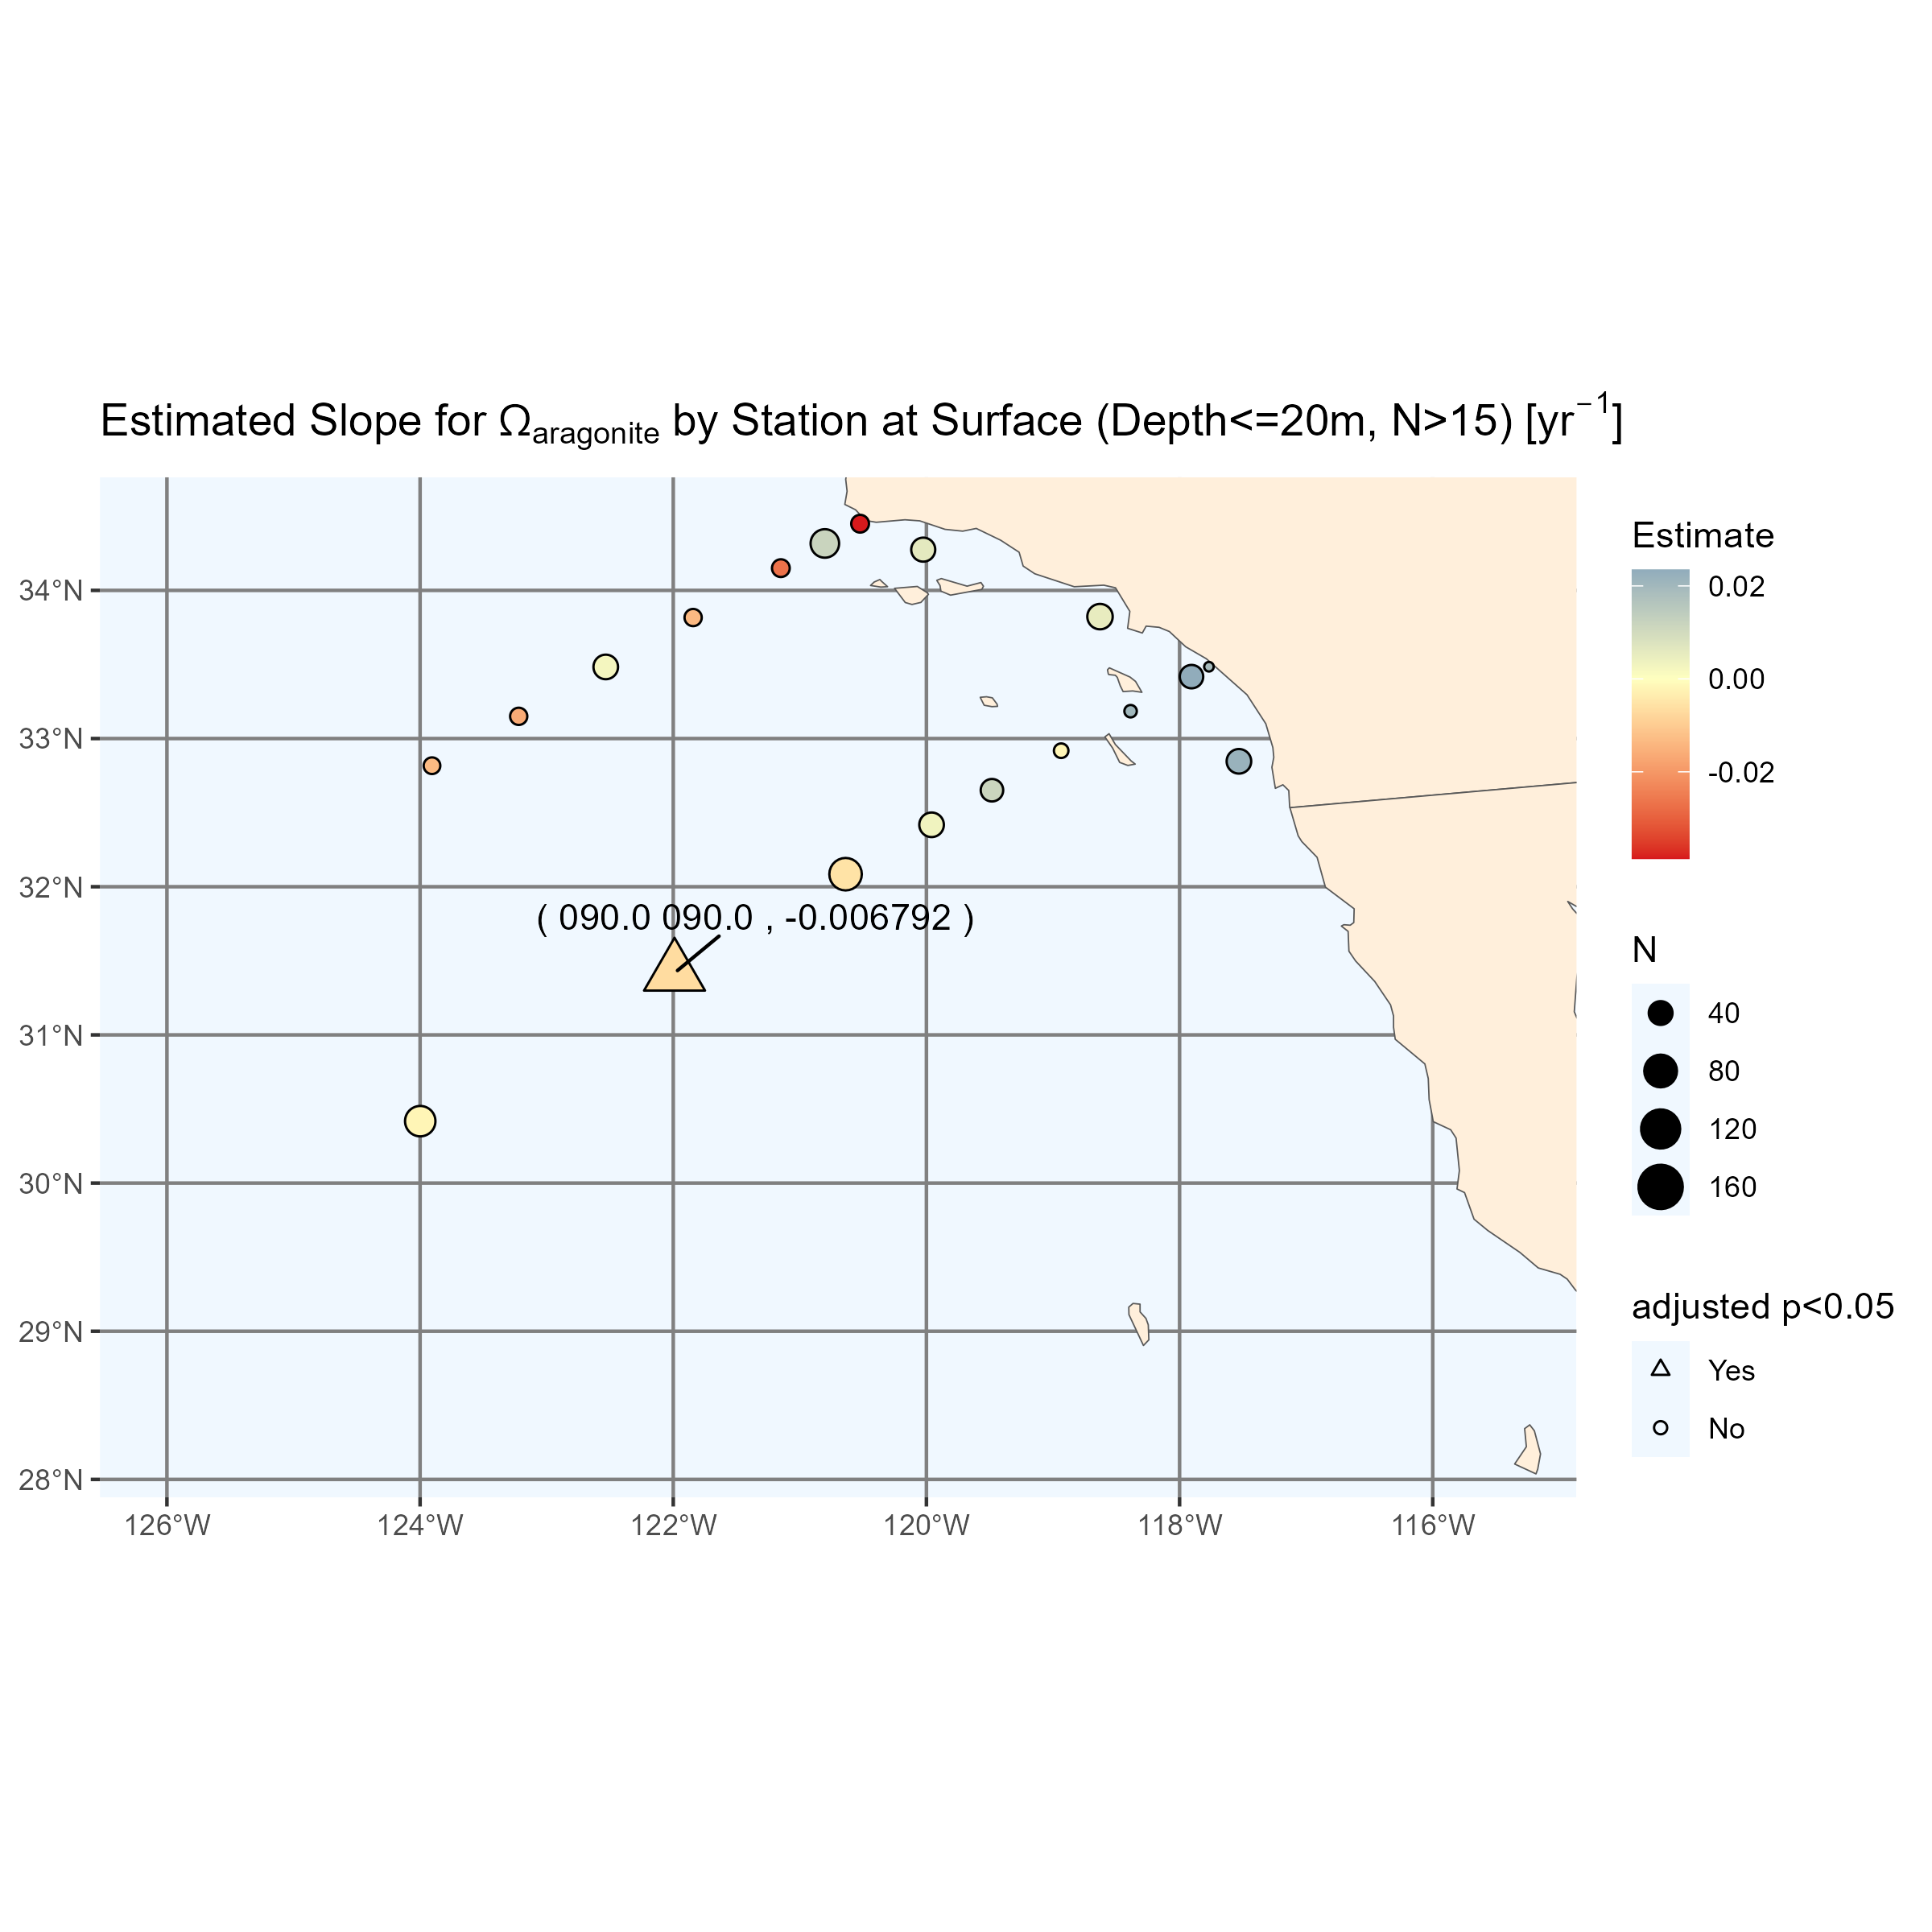 Estimated Slope for Ωaragonite by Station at Surface (Depth<=20m, N>15) [yr⁻¹]
Estimate
0.02
0.00
-0.02
N
40
80
120
160
adjusted p<0.05
Yes
No
34°N
33°N
32°N
( 090.0 090.0 , -0.006792 )
31°N
30°N
29°N
28°N
126°W
124°W
122°W
120°W
118°W
116°W